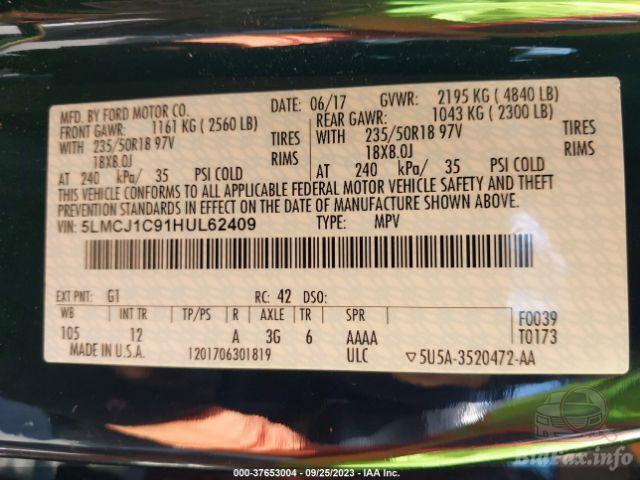 MFD. BY FORD MOTOR CO.
DATE: 06/17 GVWR: 2195 KG ( 4840 LB)
FRONT GAWR: 1161 KG ( 2560 LB) REAR GAWR: 1043 KG ( 2300 LB)
WITH 235/50R18 97V TIRES WITH 235/50R18 97V TIRES
18X8.0J RIMS 18X8.0J RIMS
AT 240 kPa/ 35 PSI COLD AT 240 kPa/ 35 PSI COLD
THIS VEHICLE CONFORMS TO ALL APPLICABLE FEDERAL MOTOR VEHICLE SAFETY AND THEFT
PREVENTION STANDARDS IN EFFECT ON THE DATE OF MANUFACTURE SHOWN ABOVE.
VIN: 5LMCJ1C91HUL62409 TYPE: MPV
EXT PNT: G1 RC: 42 DSO:
WB INT TR TP/PS R AXLE TR SPR F0039
105 12 A 3G 6 AAAA T0173
MADE IN U.S.A. 1201706301819 ULC ▽5U5A-3520472-AA
BidFax.info
000-37653004 - 09/25/2023 - IAA Inc.